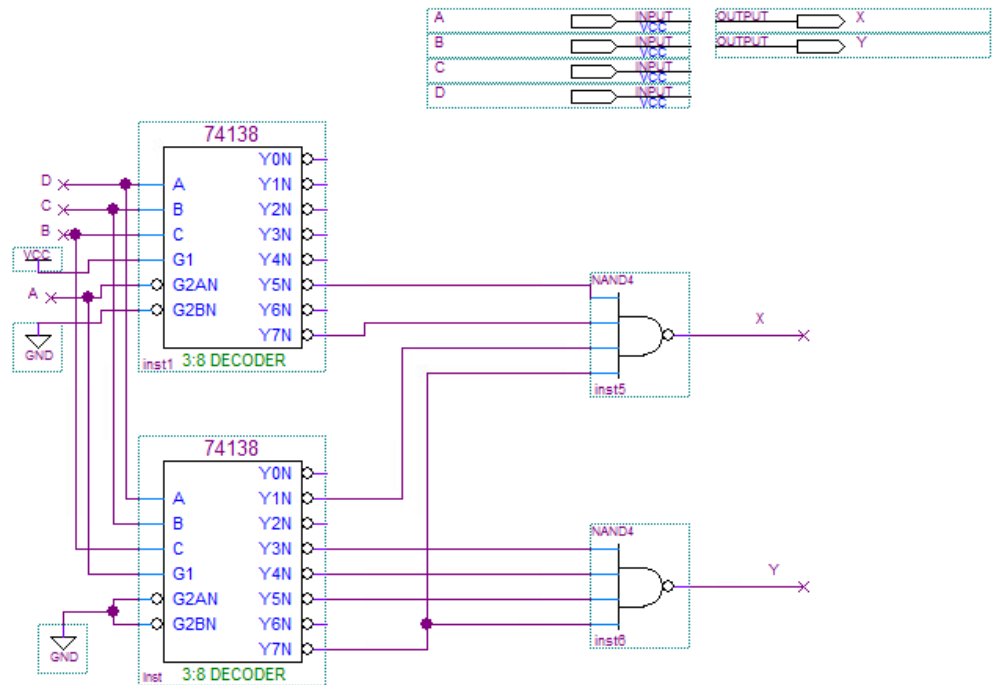 A INPUT VCC OUTPUT X
B INPUT VCC OUTPUT Y
C INPUT VCC
D INPUT VCC
74138
Y0N
D A Y1N
C B Y2N
B C Y3N
VCC G1 Y4N
A G2AN Y5N
G2BN Y6N
Y7N
GND
inst1 3:8 DECODER
NAND4
X
inst5
74138
Y0N
A Y1N
B Y2N
C Y3N
G1 Y4N
G2AN Y5N
G2BN Y6N
Y7N
GND
inst 3:8 DECODER
NAND4
Y
inst6